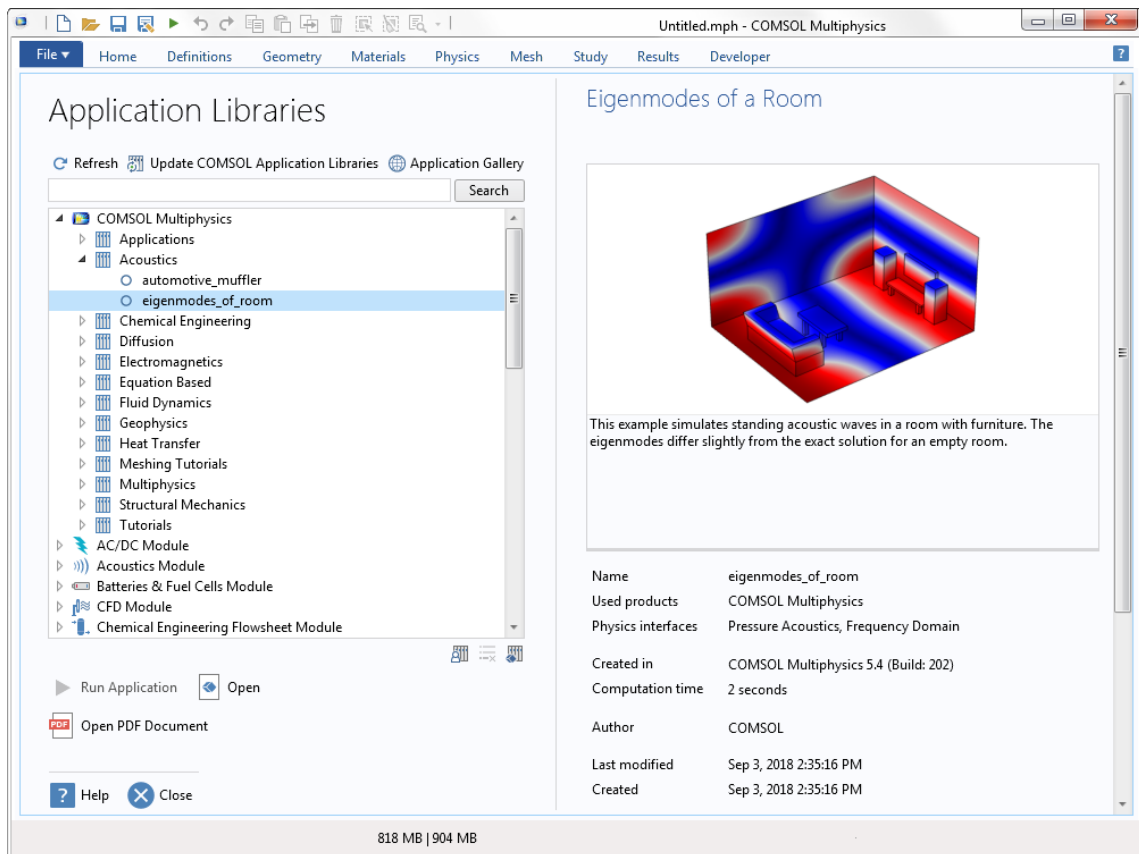 Untitled.mph - COMSOL Multiphysics
File Home Definitions Geometry Materials Physics Mesh Study Results Developer ?
Application Libraries
Refresh Update COMSOL Application Libraries Application Gallery
Search
COMSOL Multiphysics
Applications
Acoustics
automotive_muffler
eigenmodes_of_room
Chemical Engineering
Diffusion
Electromagnetics
Equation Based
Fluid Dynamics
Geophysics
Heat Transfer
Meshing Tutorials
Multiphysics
Structural Mechanics
Tutorials
AC/DC Module
Acoustics Module
Batteries & Fuel Cells Module
CFD Module
Chemical Engineering Flowsheet Module
Run Application Open
PDF Open PDF Document
? Help Close
Eigenmodes of a Room
This example simulates standing acoustic waves in a room with furniture. The
eigenmodes differ slightly from the exact solution for an empty room.
Name eigenmodes_of_room
Used products COMSOL Multiphysics
Physics interfaces Pressure Acoustics, Frequency Domain
Created in COMSOL Multiphysics 5.4 (Build: 202)
Computation time 2 seconds
Author COMSOL
Last modified Sep 3, 2018 2:35:16 PM
Created Sep 3, 2018 2:35:16 PM
818 MB | 904 MB